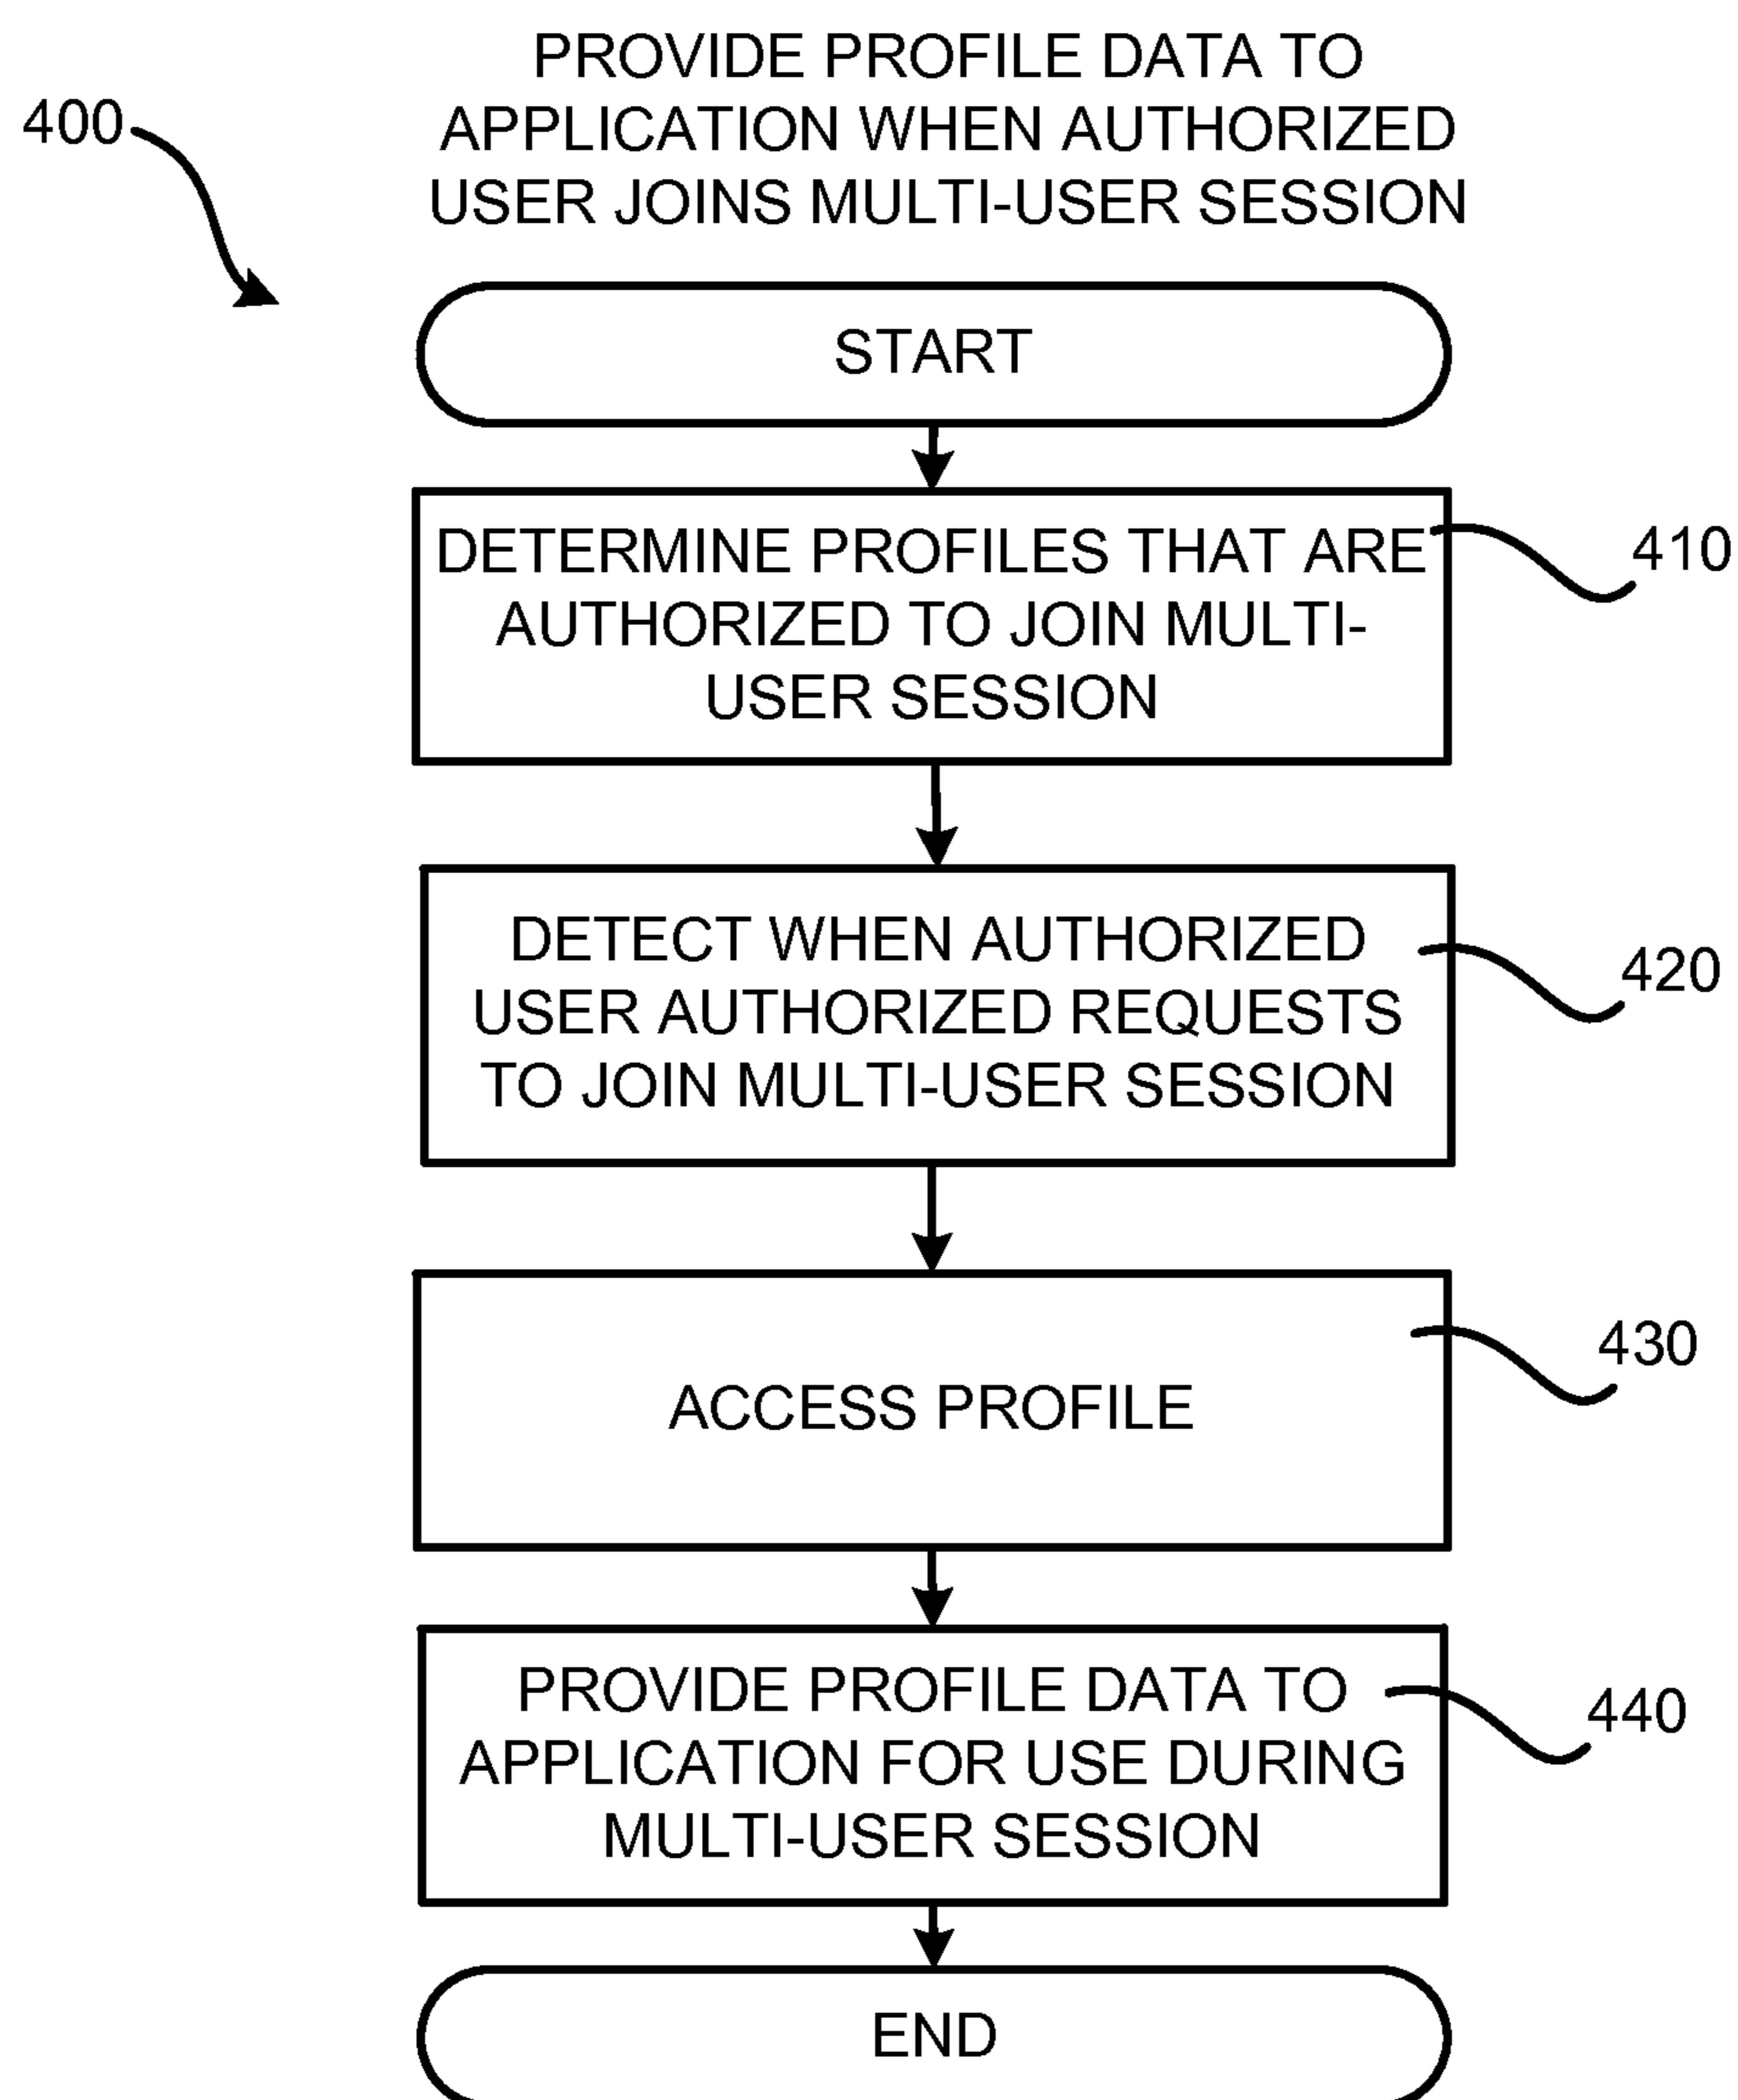 PROVIDE PROFILE DATA TO
APPLICATION WHEN AUTHORIZED
USER JOINS MULTI-USER SESSION
400
START
DETERMINE PROFILES THAT ARE
AUTHORIZED TO JOIN MULTI-
USER SESSION
410
DETECT WHEN AUTHORIZED
USER AUTHORIZED REQUESTS
TO JOIN MULTI-USER SESSION
420
ACCESS PROFILE
430
PROVIDE PROFILE DATA TO
APPLICATION FOR USE DURING
MULTI-USER SESSION
440
END